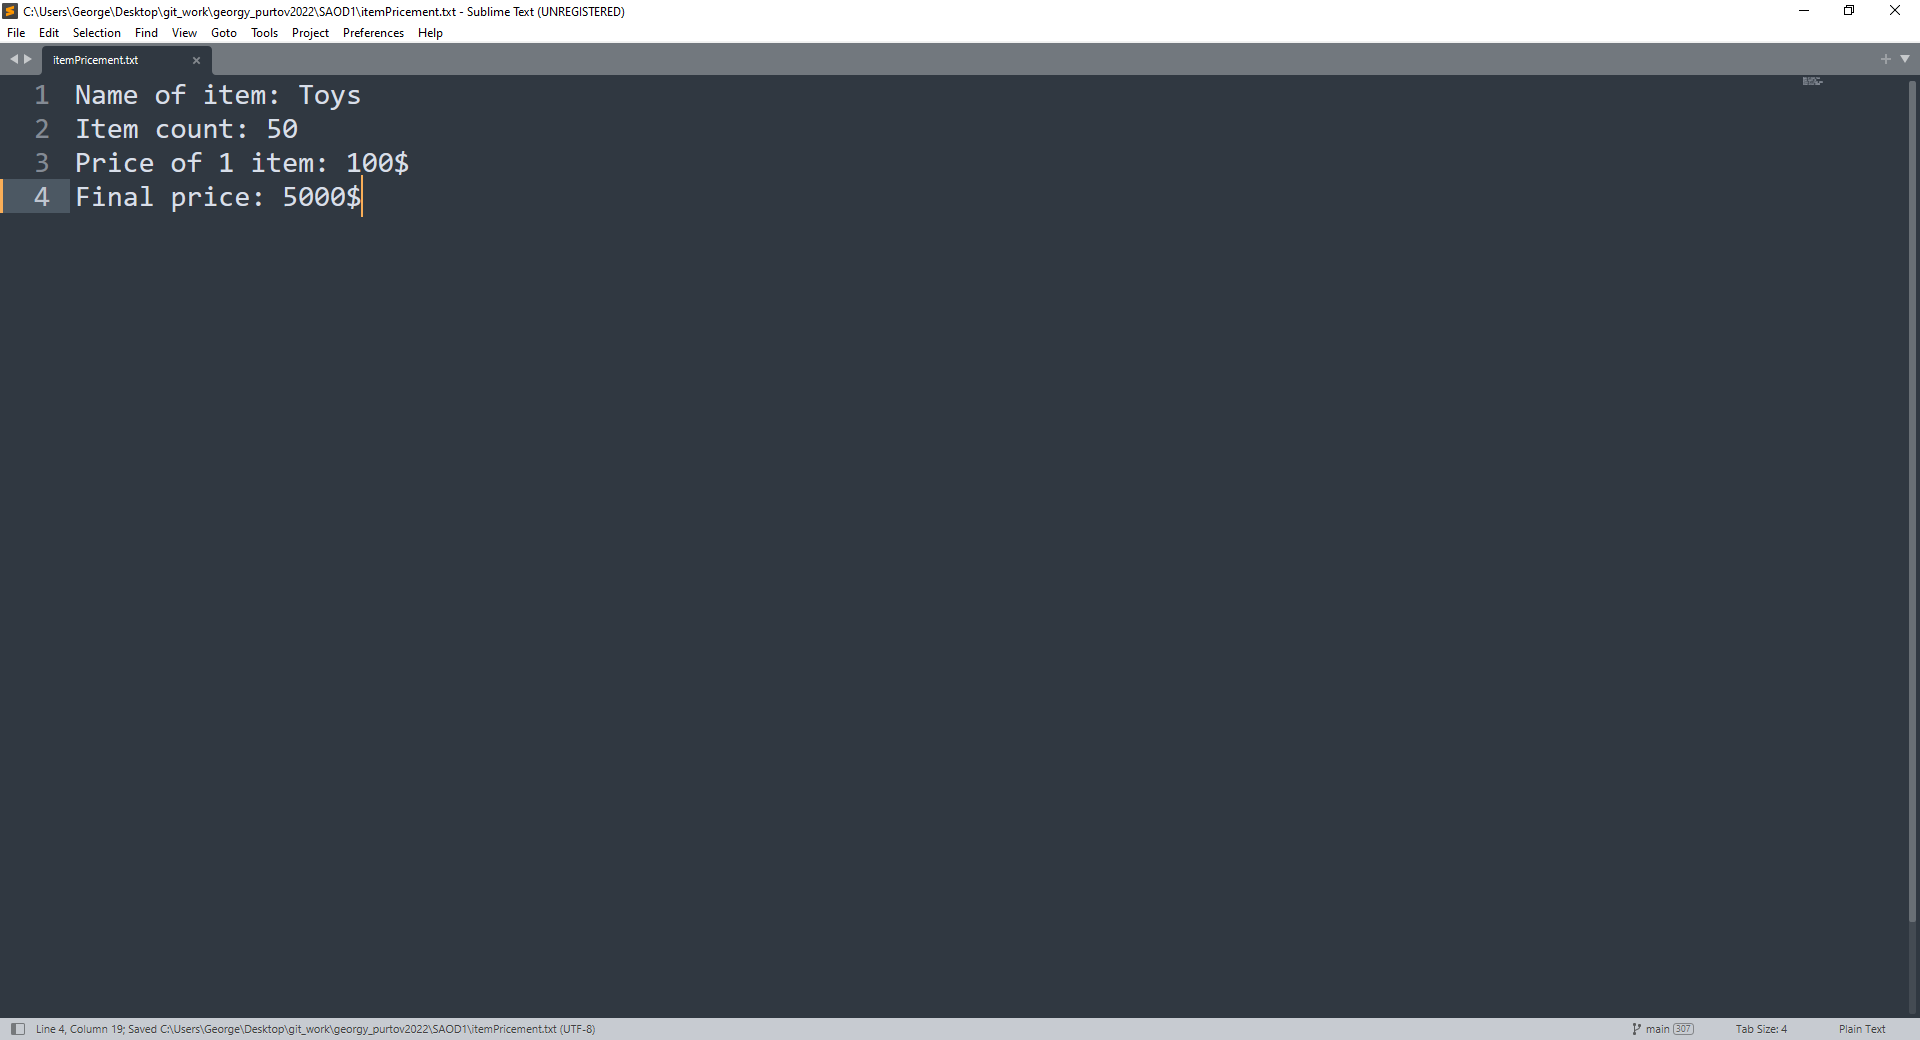 C:\Users\George\Desktop\git_work\georgy_purtov2022\SAOD1\itemPricement.txt - Sublime Text (UNREGISTERED)
File Edit Selection Find View Goto Tools Project Preferences Help
itemPricement.txt
1 Name of item: Toys
2 Item count: 50
3 Price of 1 item: 100$
4 Final price: 5000$
Line 4, Column 19; Saved C:\Users\George\Desktop\git_work\georgy_purtov2022\SAOD1\itemPricement.txt (UTF-8) main 307 Tab Size: 4 Plain Text